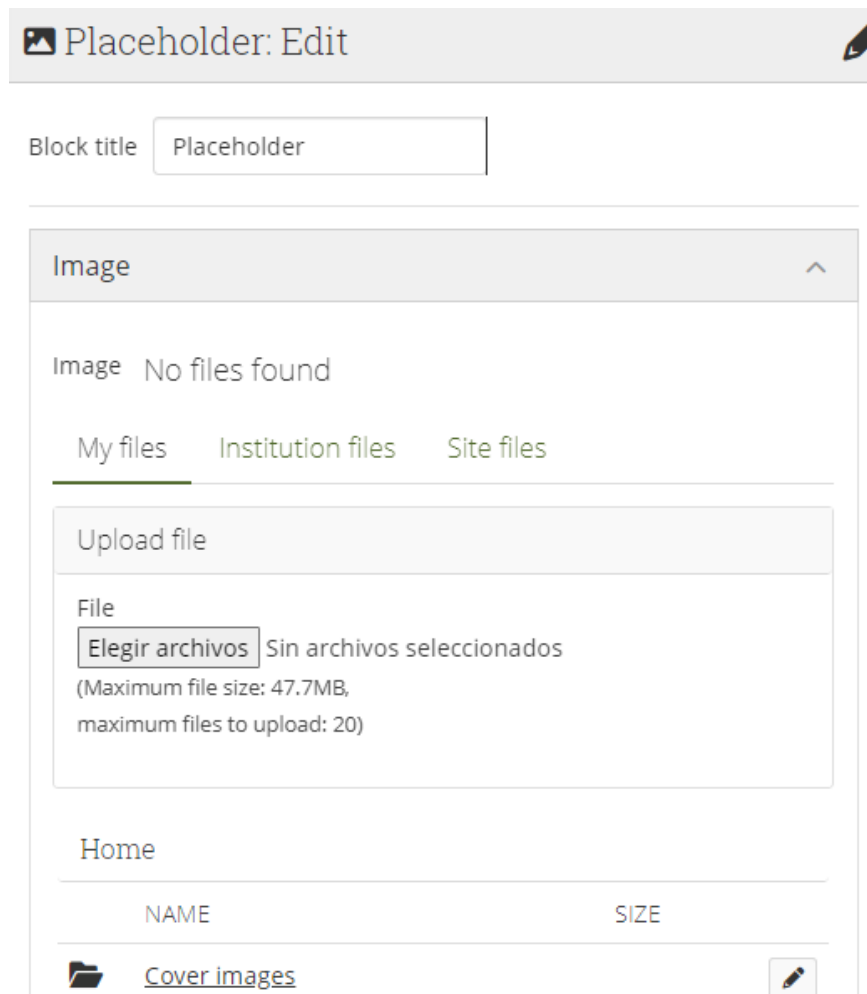 Placeholder: Edit
Block title Placeholder
Image
Image No files found
My files Institution files Site files
Upload file
File
Elegir archivos Sin archivos seleccionados
(Maximum file size: 47.7MB,
maximum files to upload: 20)
Home
NAME SIZE
Cover images